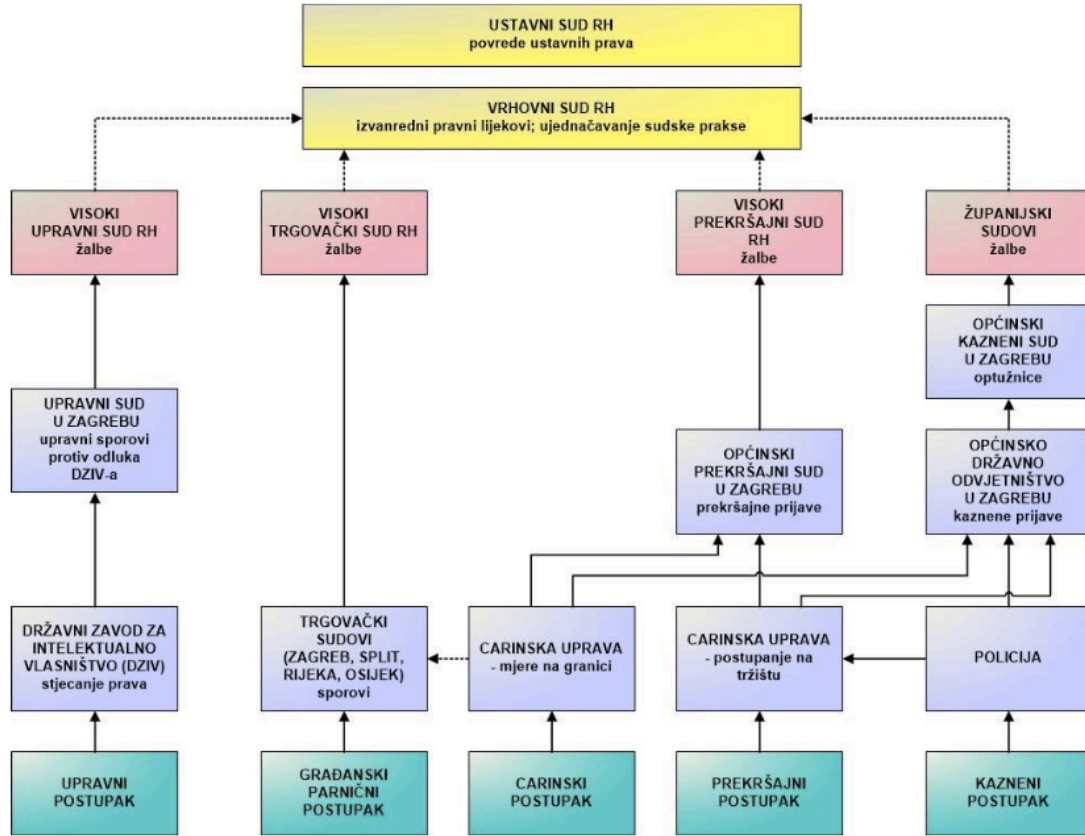 USTAVNI SUD RH
povrede ustavnih prava
VRHOVNI SUD RH
izvanredni pravni lijekovi; ujednačavanje sudske prakse
VISOKI
UPRAVNI SUD RH
žalbe
VISOKI
TRGOVAČKI SUD RH
žalbe
VISOKI
PREKRŠAJNI SUD
RH
žalbe
ŽUPANIJSKI
SUDOVI
žalbe
OPĆINSKI
KAZNENI SUD
U ZAGREBU
optužnice
UPRAVNI SUD
U ZAGREBU
upravni sporovi
protiv odluka
DZIV-a
OPĆINSKI
PREKRŠAJNI SUD
U ZAGREBU
prekršajne prijave
OPĆINSKO
DRŽAVNO
ODVJETNIŠTVO
U ZAGREBU
kaznene prijave
DRŽAVNI ZAVOD ZA
INTELEKTUALNO
VLASNIŠTVO (DZIV)
stjecanje prava
TRGOVAČKI
SUDOVI
(ZAGREB, SPLIT,
RIJEKA, OSIJEK)
sporovi
CARINSKA UPRAVA
- mjere na granici
CARINSKA UPRAVA
- postupanje na
tržištu
POLICIJA
UPRAVNI
POSTUPAK
GRAĐANSKI
PARNIČNI
POSTUPAK
CARINSKI
POSTUPAK
PREKRŠAJNI
POSTUPAK
KAZNENI
POSTUPAK